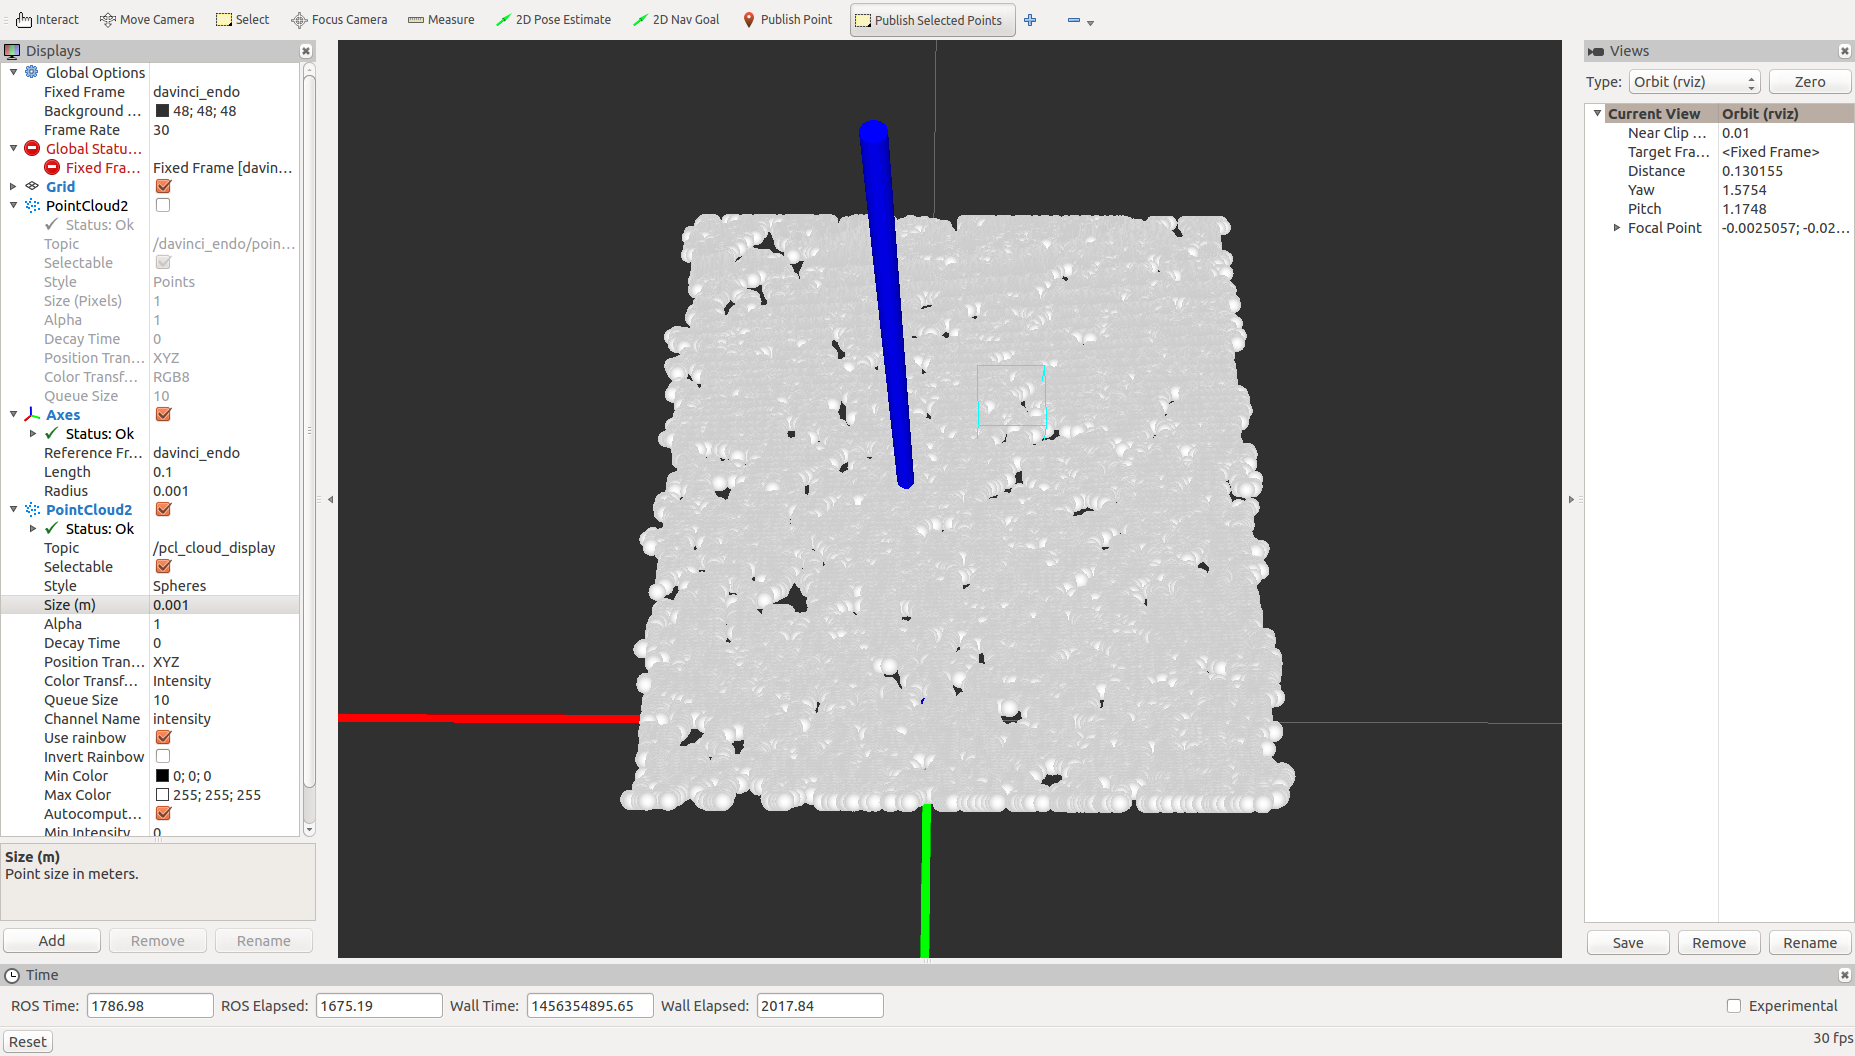 Interact Move Camera Select Focus Camera Measure 2D Pose Estimate 2D Nav Goal Publish Point Publish Selected Points
Displays
Global Options
Fixed Frame davinci_endo
Background ... 48; 48; 48
Frame Rate 30
Global Statu...
Fixed Fra... Fixed Frame [davin...
Grid
PointCloud2
Status: Ok
Topic /davinci_endo/poin...
Selectable
Style Points
Size (Pixels) 1
Alpha 1
Decay Time 0
Position Tran... XYZ
Color Transf... RGB8
Queue Size 10
Axes
Status: Ok
Reference Fr... davinci_endo
Length 0.1
Radius 0.001
PointCloud2
Status: Ok
Topic /pcl_cloud_display
Selectable
Style Spheres
Size (m) 0.001
Alpha 1
Decay Time 0
Position Tran... XYZ
Color Transf... Intensity
Queue Size 10
Channel Name intensity
Use rainbow
Invert Rainbow
Min Color 0; 0; 0
Max Color 255; 255; 255
Autocomput...
Min Intensity 0
Size (m)
Point size in meters.
Add Remove Rename
Views
Type: Orbit (rviz) Zero
Current View Orbit (rviz)
Near Clip ... 0.01
Target Fra... <Fixed Frame>
Distance 0.130155
Yaw 1.5754
Pitch 1.1748
Focal Point -0.0025057; -0.02...
Save Remove Rename
Time
ROS Time: 1786.98 ROS Elapsed: 1675.19 Wall Time: 1456354895.65 Wall Elapsed: 2017.84 Experimental
Reset 30 fps